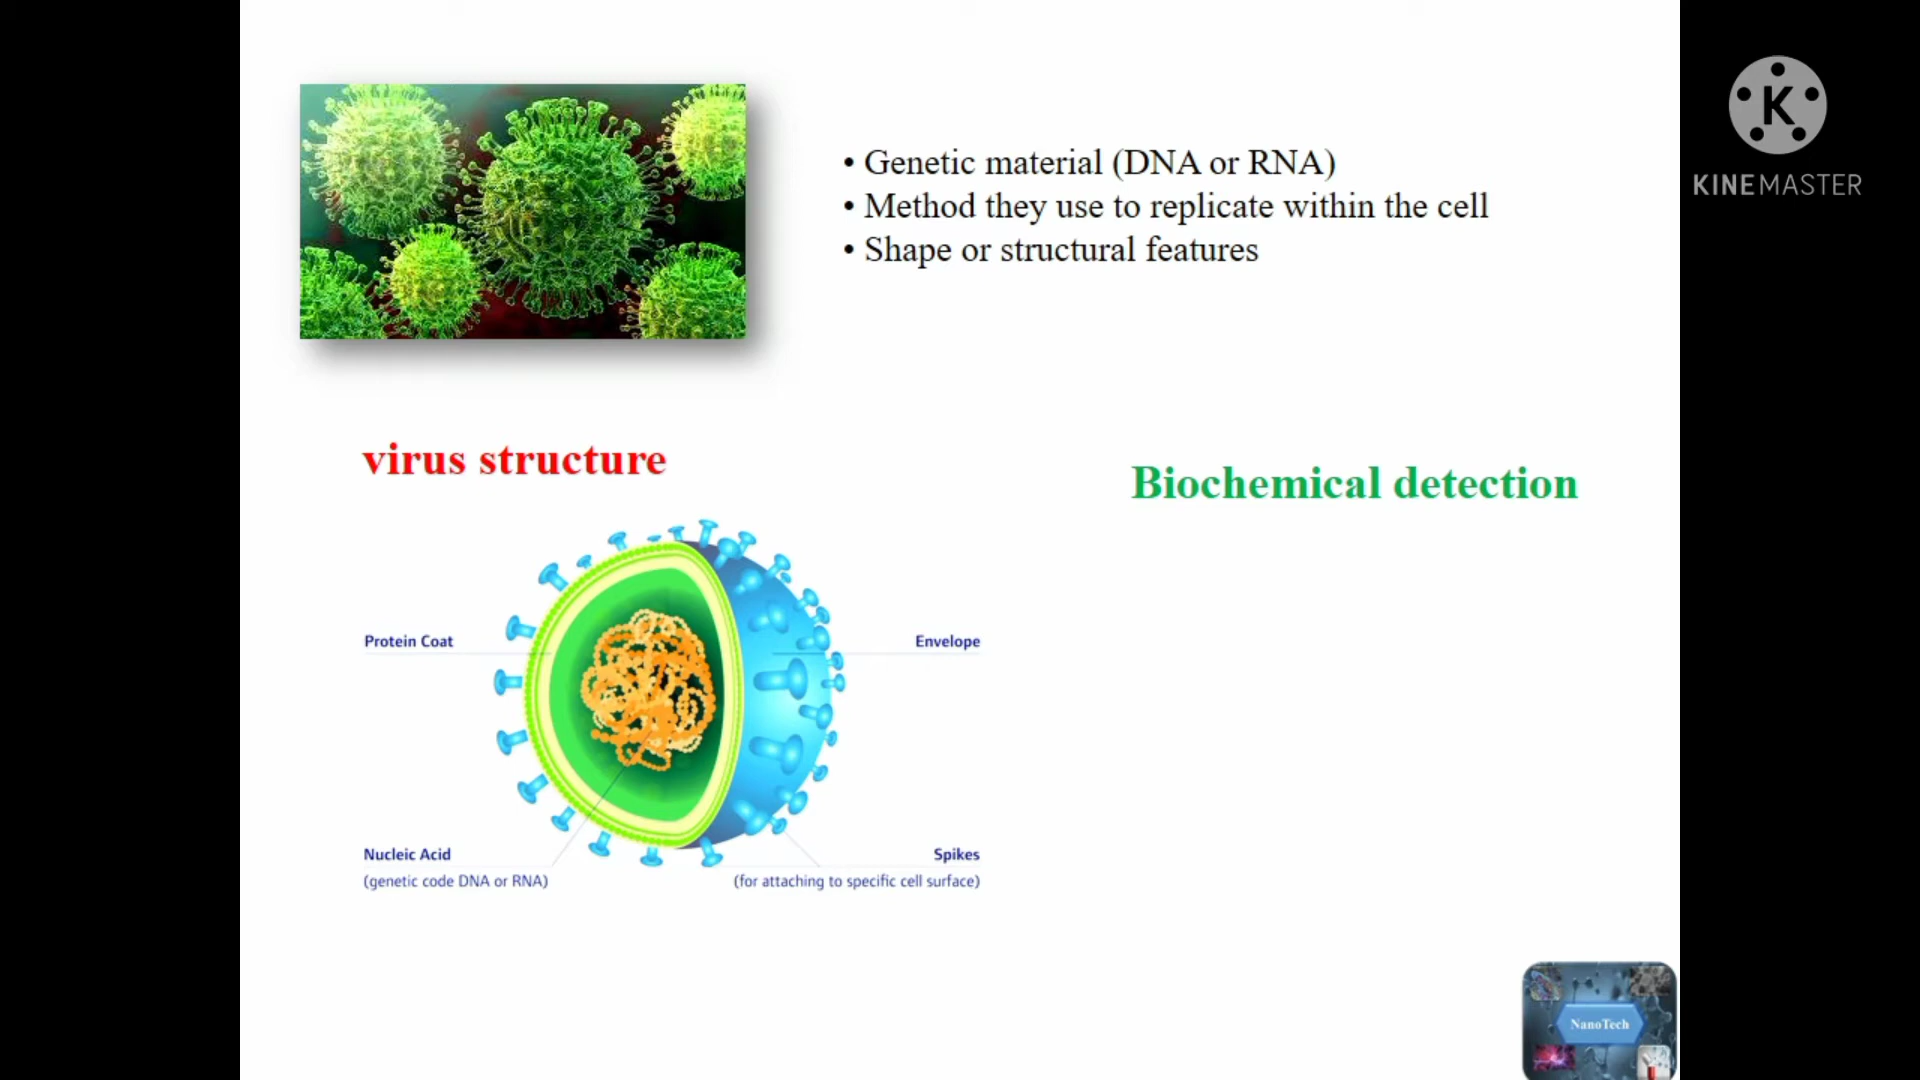 • Genetic material (DNA or RNA)
• Method they use to replicate within the cell
• Shape or structural features
KINEMASTER
virus structure
Biochemical detection
Protein Coat
Envelope
Nucleic Acid
(genetic code DNA or RNA)
Spikes
(for attaching to specific cell surface)
NanoTech